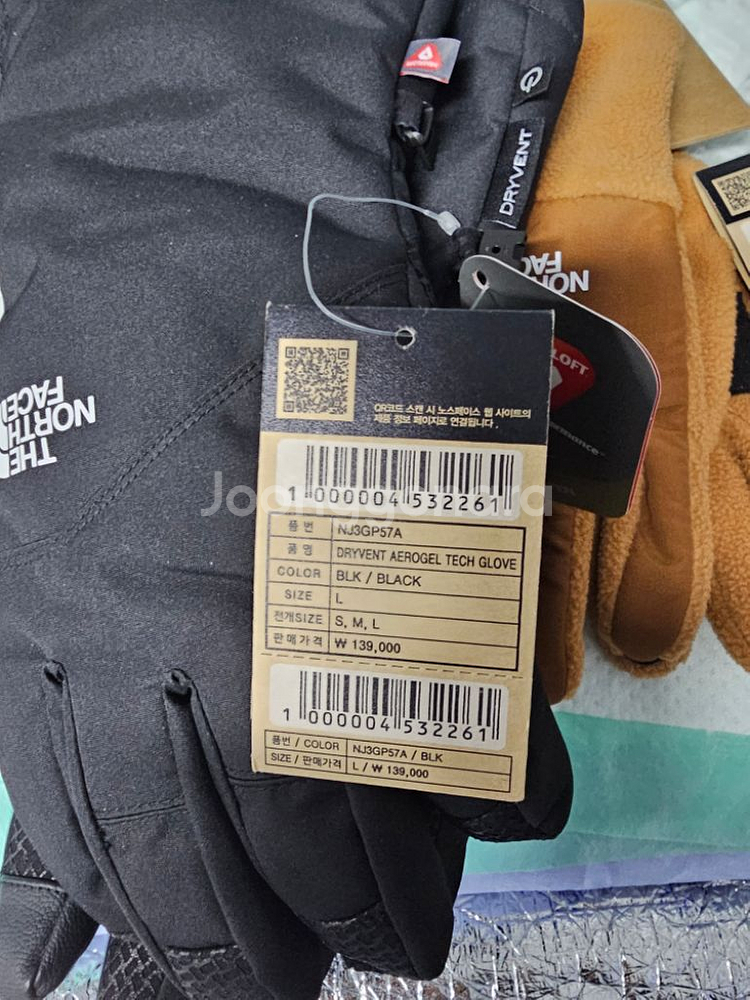 DRYVENT
THE
NORTH
FACE
NORTH
FACE
LOFT
QR코드 스캔 시 노스페이스 웹 사이트의
제품 정보 페이지로 연결됩니다.
1 000004 532261
품번 NJ3GP57A
품명 DRYVENT AEROGEL TECH GLOVE
COLOR BLK / BLACK
SIZE L
전개SIZE S, M, L
판매가격 ₩ 139,000
1 000004 532261
품번 / COLOR NJ3GP57A / BLK
SIZE / 판매가격 L / ₩ 139,000
Joonggonara